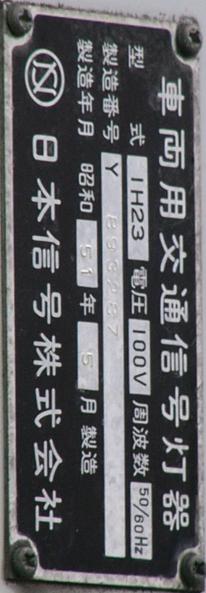 車両用交通信号灯器
型式 1H23 電圧 100V 周波数 50/60Hz
製造番号 Y 893287
製造年月 昭和 51 年 5 月製造
日本信号株式会社